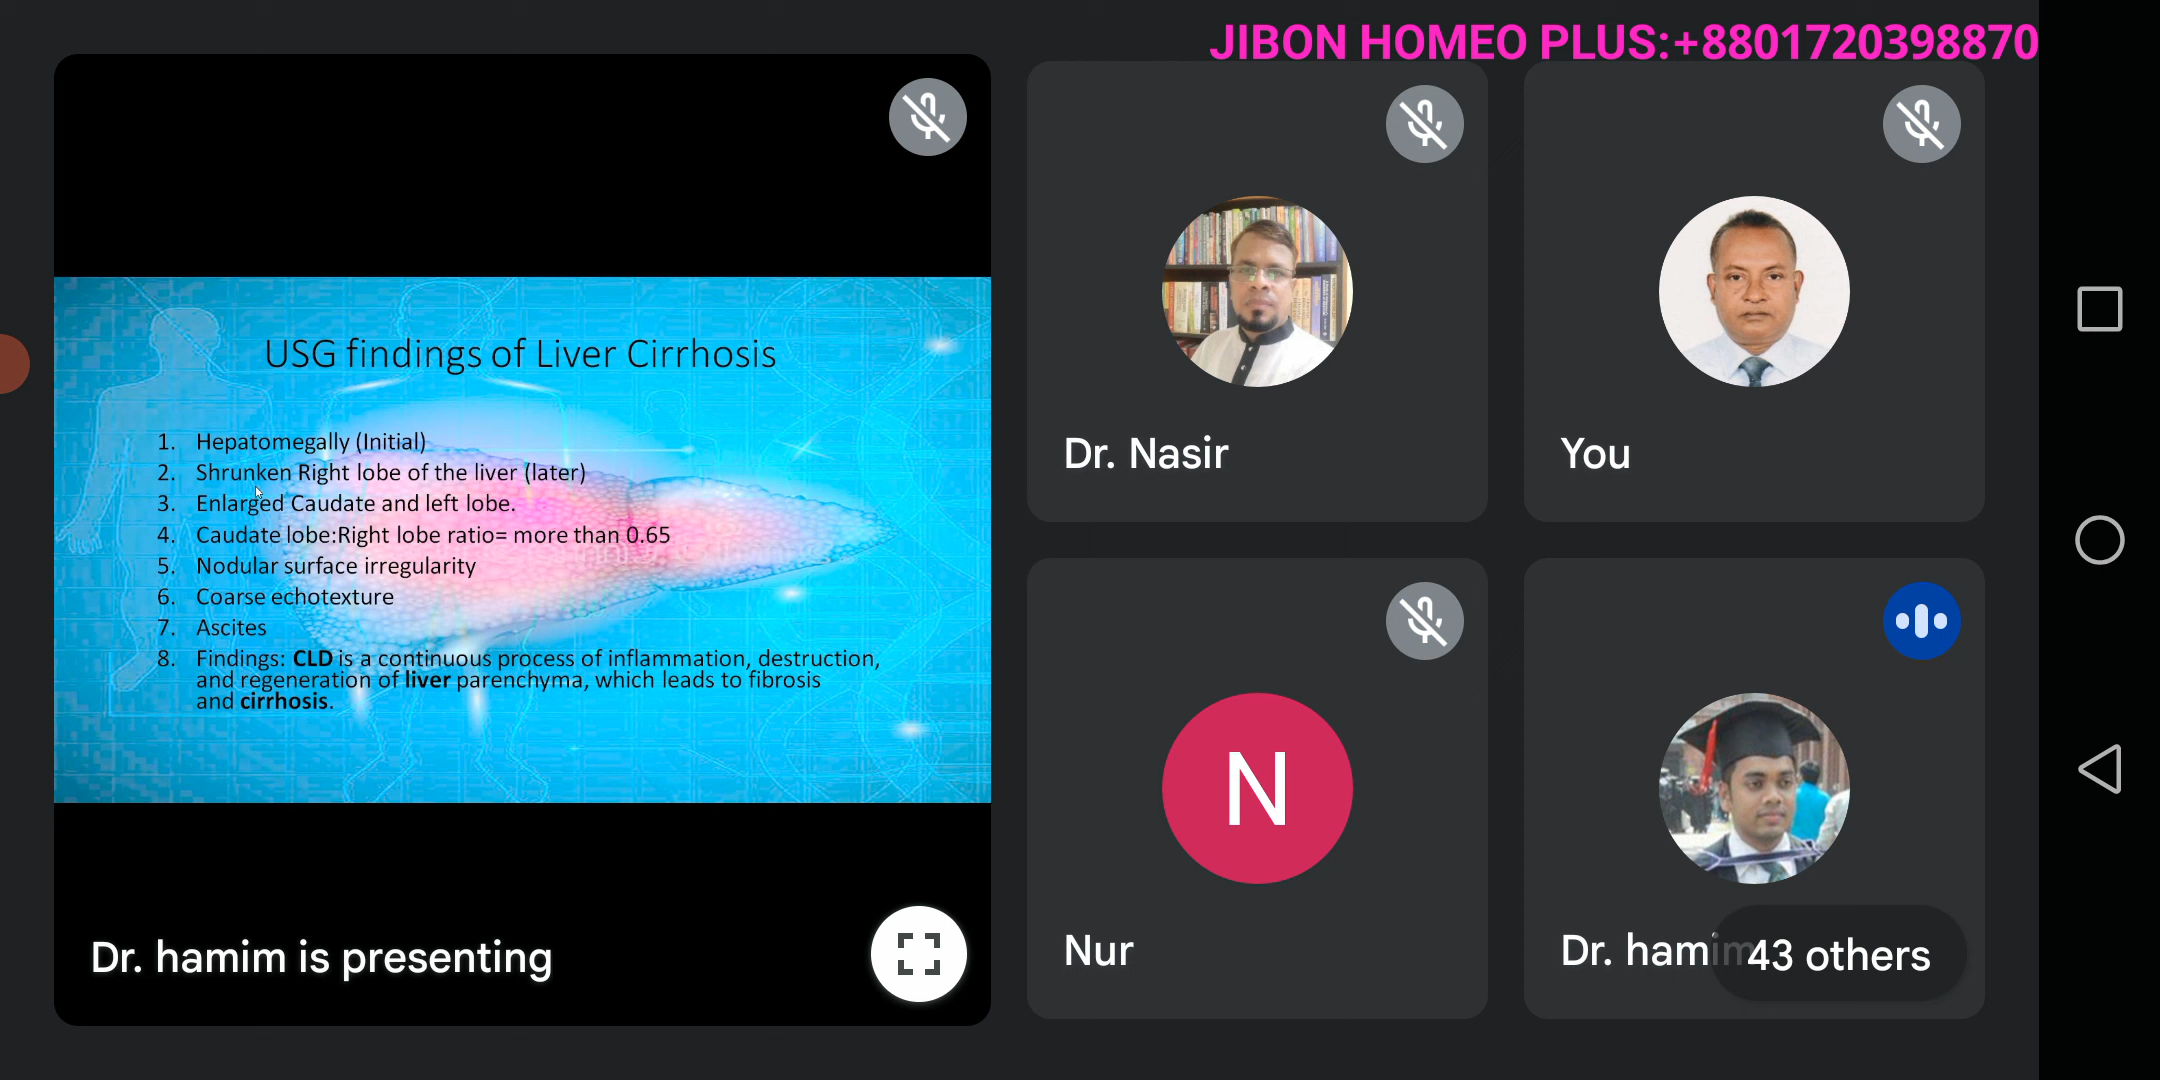 JIBON HOMEO PLUS:+8801720398870
USG findings of Liver Cirrhosis
1. Hepatomegally (Initial)
2. Shrunken Right lobe of the liver (later)
3. Enlarged Caudate and left lobe.
4. Caudate lobe:Right lobe ratio= more than 0.65
5. Nodular surface irregularity
6. Coarse echotexture
7. Ascites
8. Findings: CLD is a continuous process of inflammation, destruction,
and regeneration of liver parenchyma, which leads to fibrosis
and cirrhosis.
Dr. hamim is presenting
Dr. Nasir
You
N
Nur
Dr. hamim
43 others